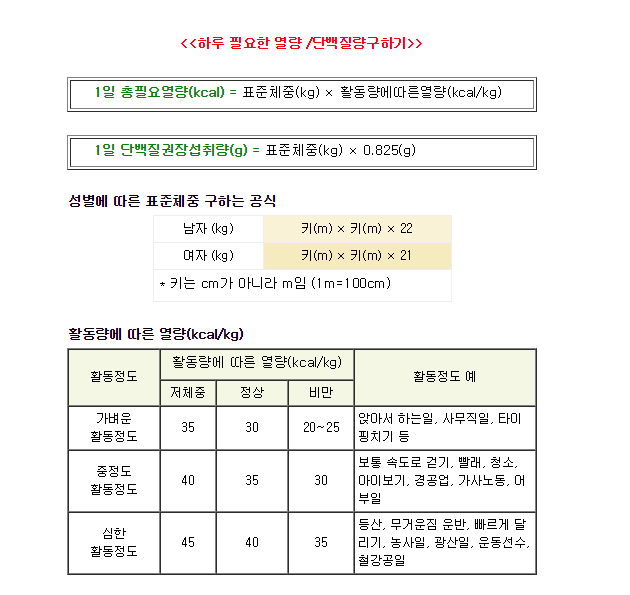 <<하루 필요한 열량 /단백질량구하기>>
1일 총필요열량(kcal) = 표준체중(kg) × 활동량에따른열량(kcal/kg)
1일 단백질권장섭취량(g) = 표준체중(kg) × 0.825(g)
성별에 따른 표준체중 구하는 공식
남자 (kg) 키(m) × 키(m) × 22
여자 (kg) 키(m) × 키(m) × 21
* 키는 cm가 아니라 m임 (1m=100cm)
활동량에 따른 열량(kcal/kg)
활동정도 활동량에 따른 열량(kcal/kg) 활동정도 예
저체중 정상 비만
가벼운
활동정도
35 30 20~25
앉아서 하는일, 사무직일, 타이
핑치기 등
중정도
활동정도
40 35 30
보통 속도로 걷기, 빨래, 청소,
아이보기, 경공업, 가사노동, 어
부일
심한
활동정도
45 40 35
등산, 무거운짐 운반, 빠르게 달
리기, 농사일, 광산일, 운동선수,
철강공일